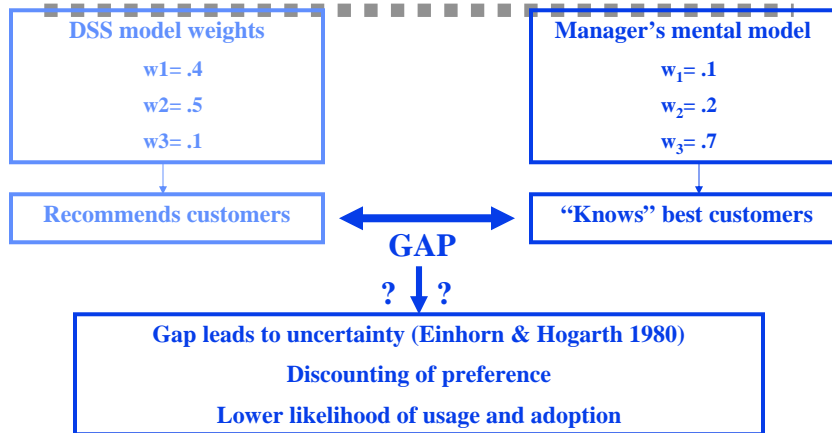 DSS model weights
w1= .4
w2= .5
w3= .1
Manager’s mental model
w₁= .1
w₂= .2
w₃= .7
Recommends customers
“Knows” best customers
GAP
? ?
Gap leads to uncertainty (Einhorn & Hogarth 1980)
Discounting of preference
Lower likelihood of usage and adoption